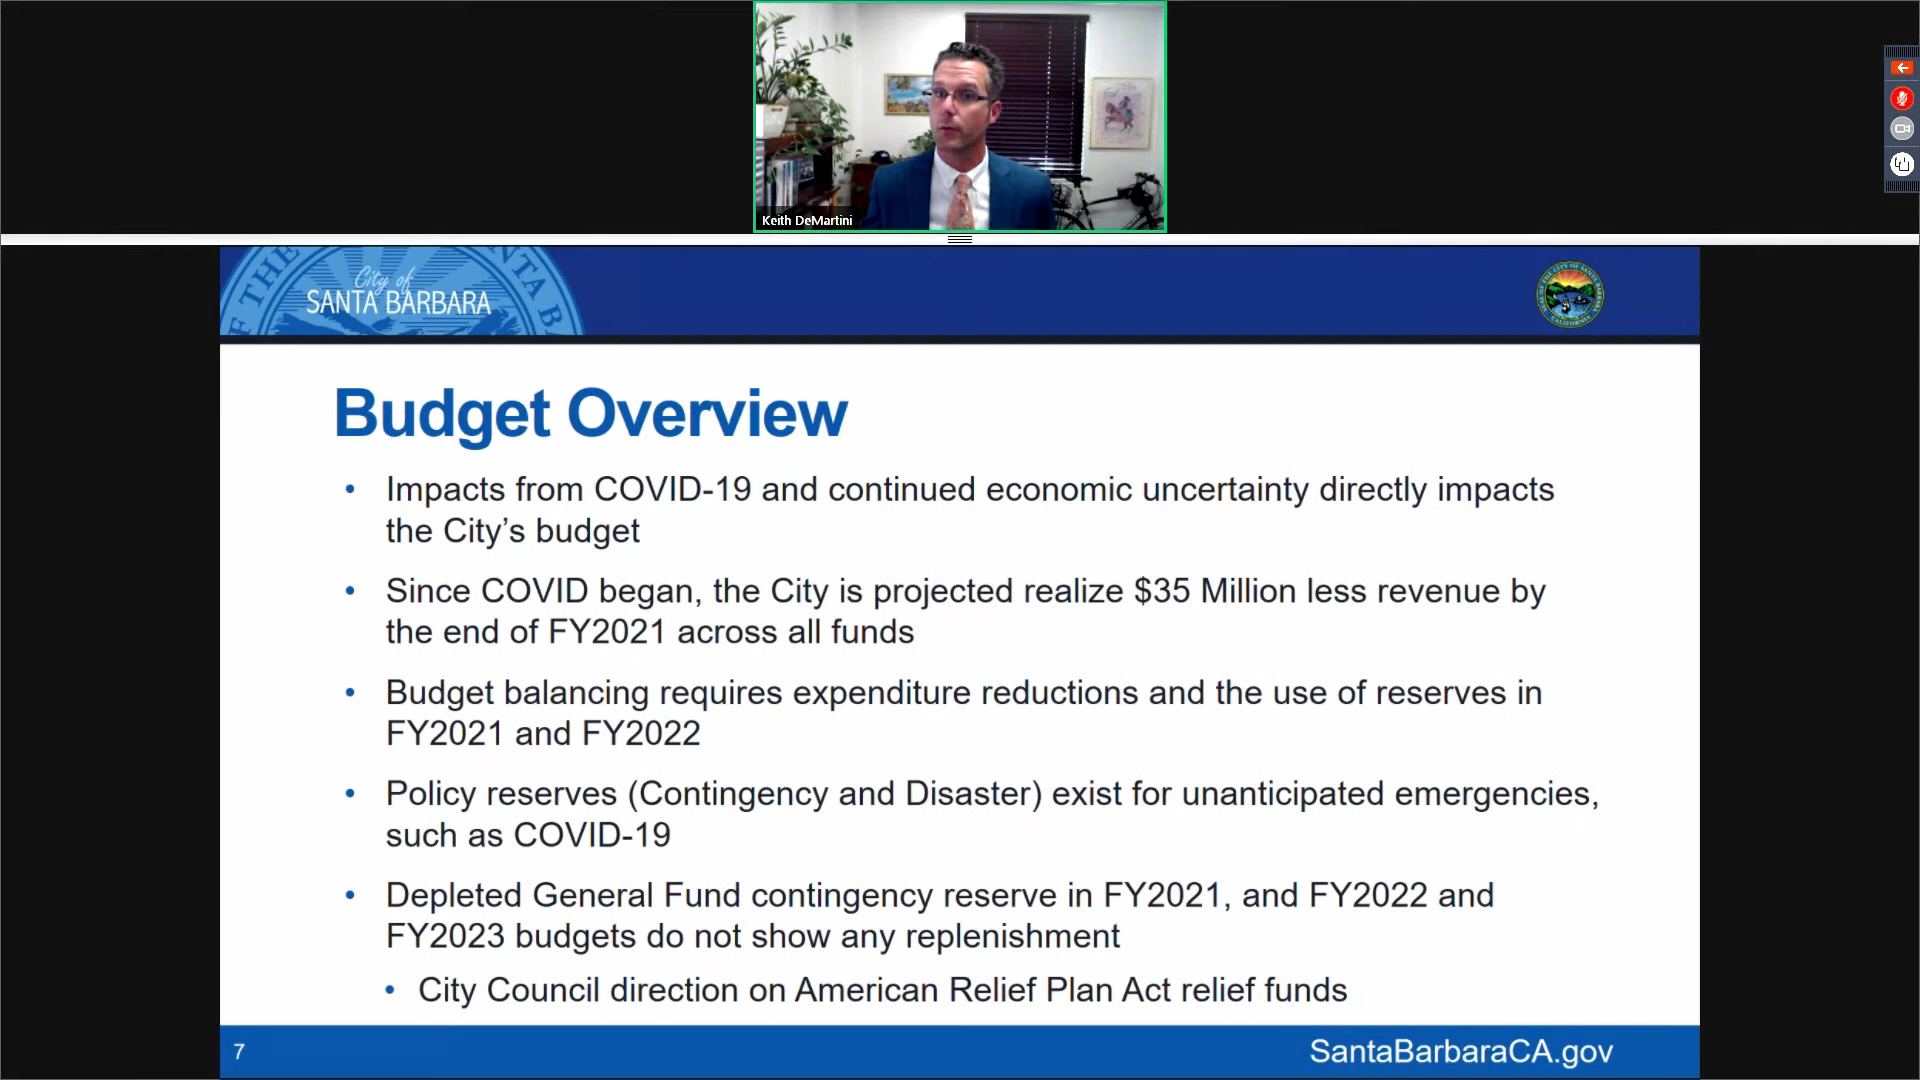 Keith DeMartini
City of
SANTA BARBARA
Budget Overview
• Impacts from COVID-19 and continued economic uncertainty directly impacts
the City’s budget
• Since COVID began, the City is projected realize $35 Million less revenue by
the end of FY2021 across all funds
• Budget balancing requires expenditure reductions and the use of reserves in
FY2021 and FY2022
• Policy reserves (Contingency and Disaster) exist for unanticipated emergencies,
such as COVID-19
• Depleted General Fund contingency reserve in FY2021, and FY2022 and
FY2023 budgets do not show any replenishment
• City Council direction on American Relief Plan Act relief funds
7
SantaBarbaraCA.gov